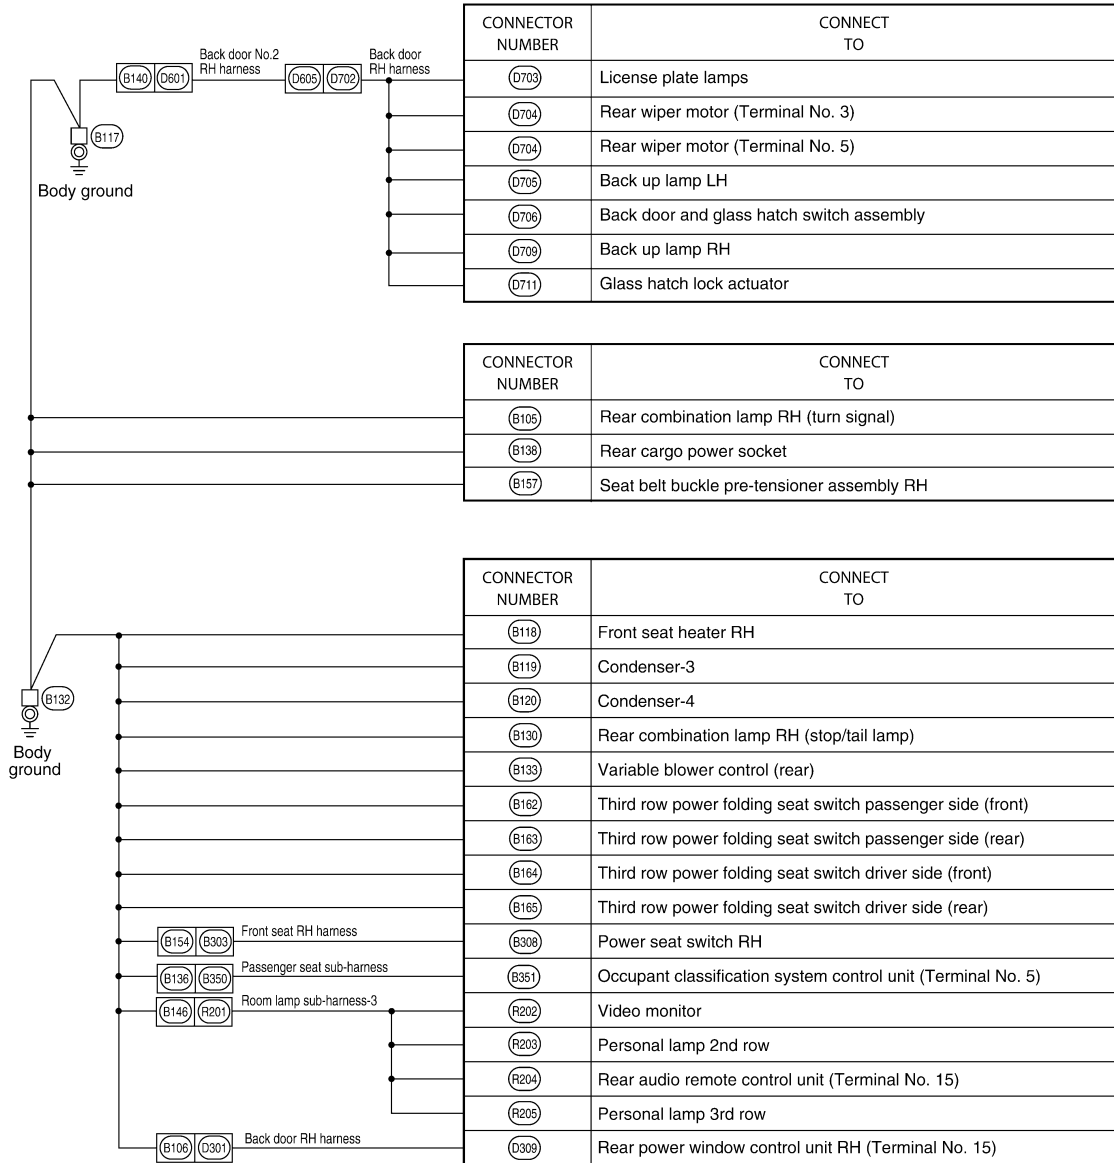 CONNECTOR NUMBER CONNECT TO
Back door No.2 RH harness
Back door RH harness
B140 D601 D605 D702 D703 License plate lamps
D704 Rear wiper motor (Terminal No. 3)
B117
D704 Rear wiper motor (Terminal No. 5)
Body ground
D705 Back up lamp LH
D706 Back door and glass hatch switch assembly
D709 Back up lamp RH
D711 Glass hatch lock actuator
CONNECTOR NUMBER CONNECT TO
B105 Rear combination lamp RH (turn signal)
B138 Rear cargo power socket
B157 Seat belt buckle pre-tensioner assembly RH
CONNECTOR NUMBER CONNECT TO
B118 Front seat heater RH
B119 Condenser-3
B132
Body ground
B120 Condenser-4
B130 Rear combination lamp RH (stop/tail lamp)
B133 Variable blower control (rear)
B162 Third row power folding seat switch passenger side (front)
B163 Third row power folding seat switch passenger side (rear)
B164 Third row power folding seat switch driver side (front)
B165 Third row power folding seat switch driver side (rear)
B154 B303 Front seat RH harness B308 Power seat switch RH
B136 B350 Passenger seat sub-harness B351 Occupant classification system control unit (Terminal No. 5)
B146 R201 Room lamp sub-harness-3 R202 Video monitor
R203 Personal lamp 2nd row
R204 Rear audio remote control unit (Terminal No. 15)
R205 Personal lamp 3rd row
B106 D301 Back door RH harness D309 Rear power window control unit RH (Terminal No. 15)